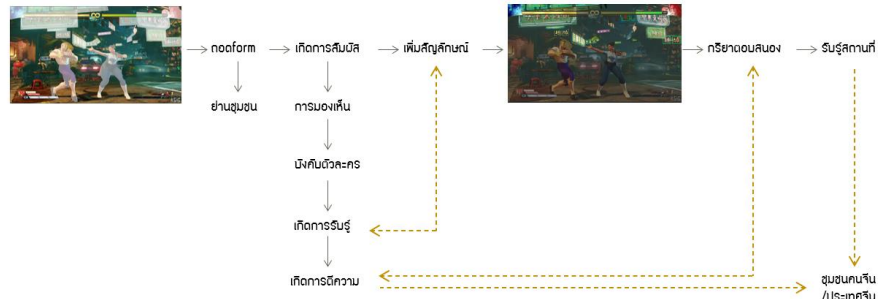 ถอดform
เกิดการสัมผัส
เพิ่มสัญลักษณ์
กริยาตอบสนอง
รับรู้สถานที่
ย่านชุมชน
การมองเห็น
บังคับตัวละคร
เกิดการรับรู้
เกิดการตีความ
ชุมชนคนจีน
/ประเทศจีน